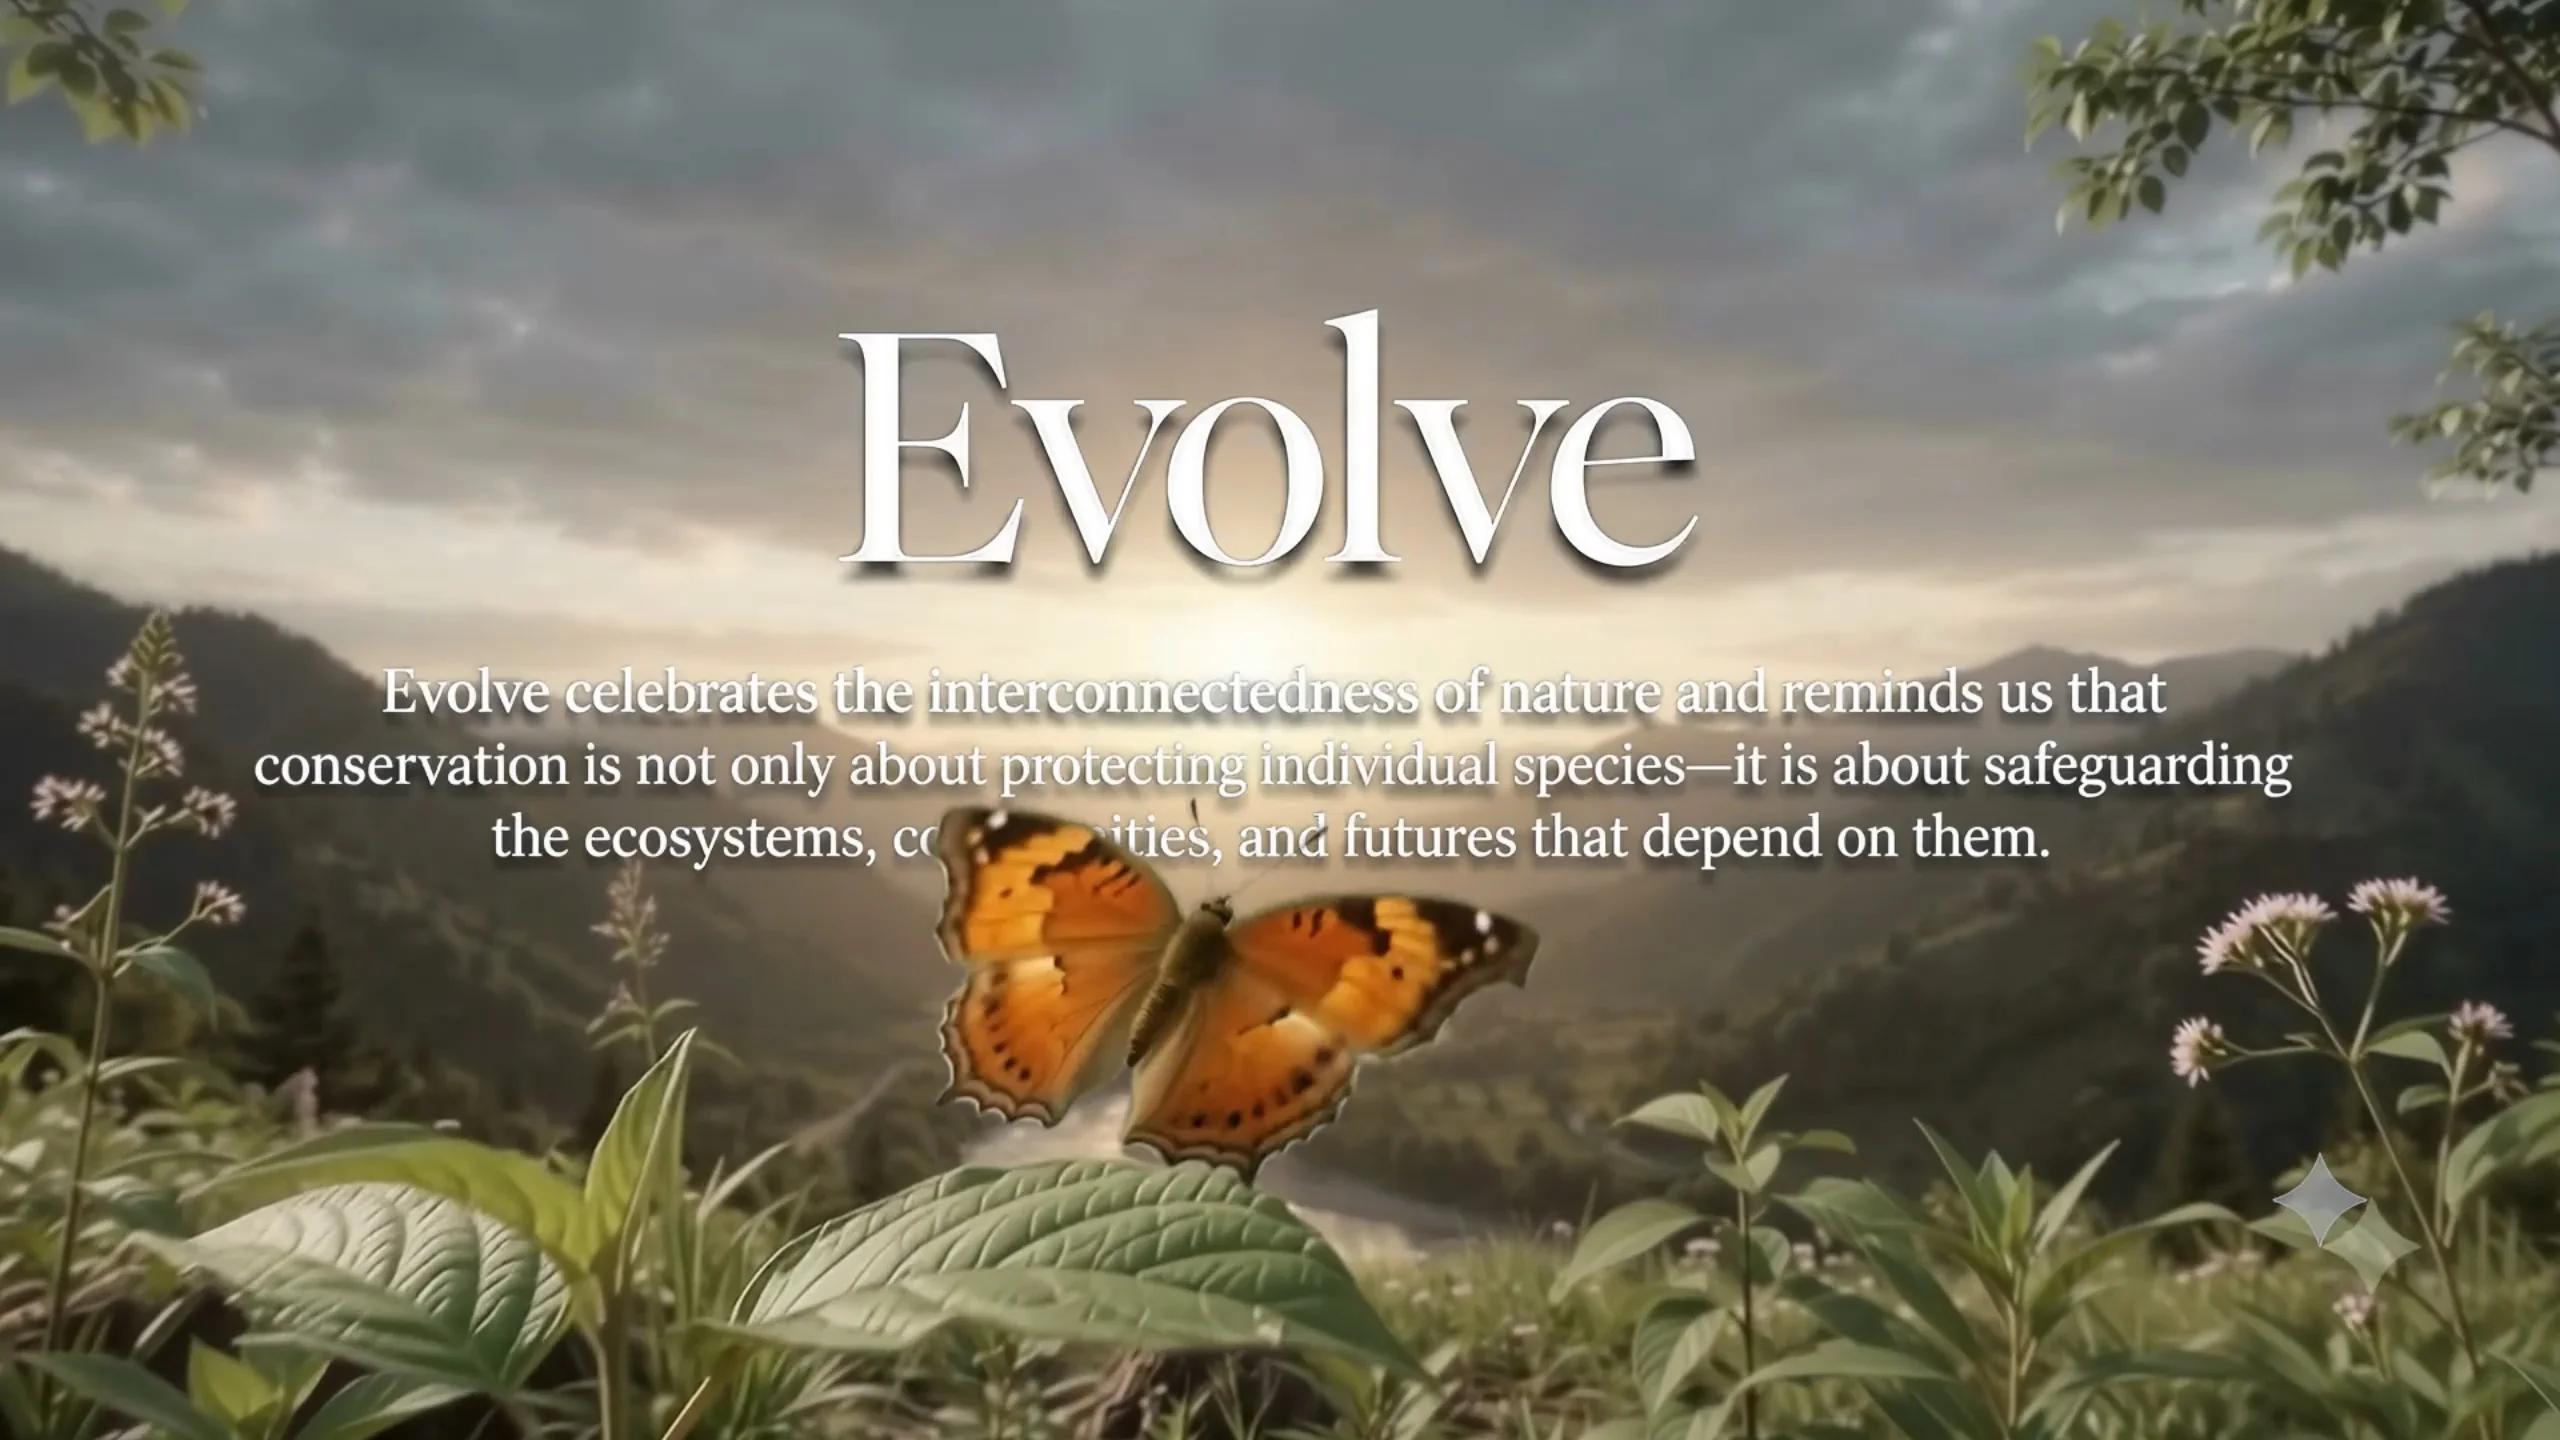 Evolve
Evolve celebrates the interconnectedness of nature and reminds us that
conservation is not only about protecting individual species—it is about safeguarding
the ecosystems, and futures that depend on them.